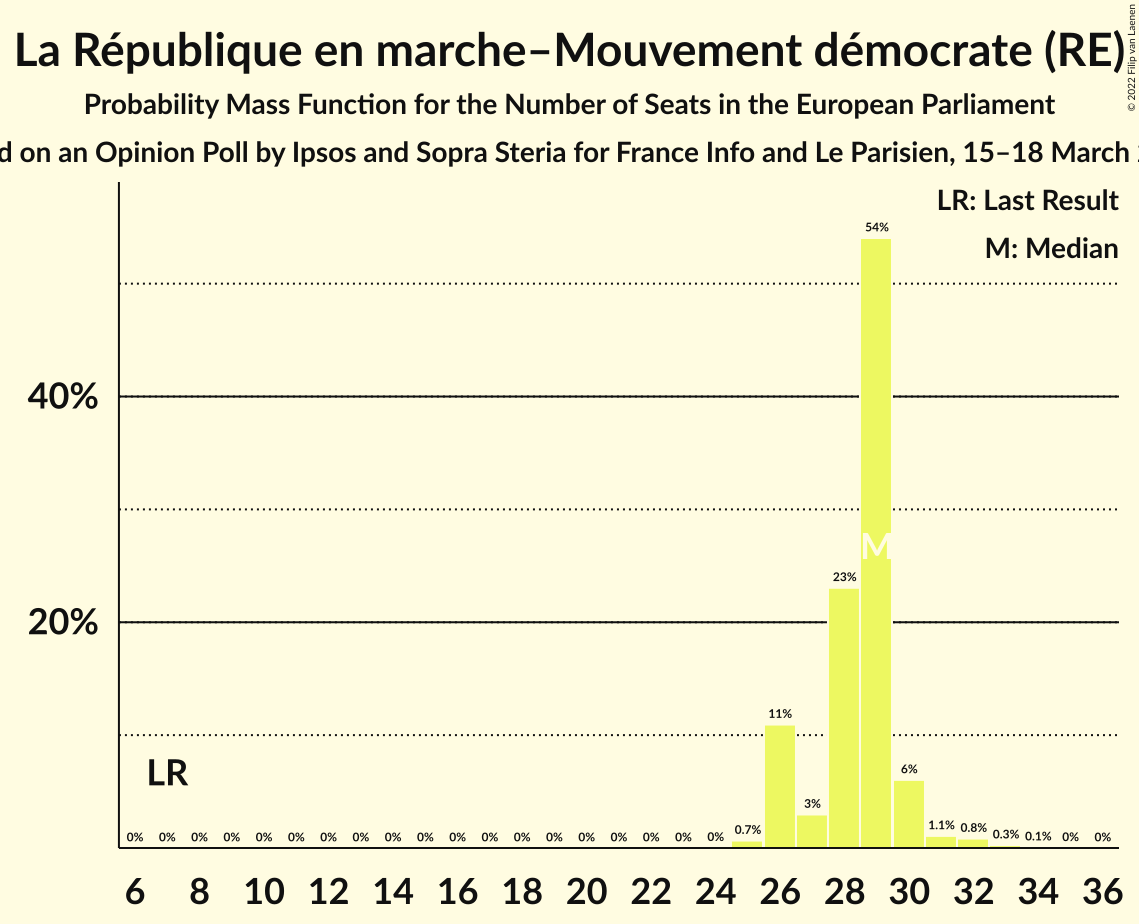 La République en marche–Mouvement démocrate (RE)
© 2022 Filip van Laenen
Probability Mass Function for the Number of Seats in the European Parliament
on an Opinion Poll by Ipsos and Sopra Steria for France Info and Le Parisien, 15–18 March
LR: Last Result
M: Median
54%
40%
M
23%
20%
11%
LR
6%
3%
0% 0% 0% 0% 0% 0% 0% 0% 0% 0% 0% 0% 0% 0% 0% 0% 0% 0% 0% 0.7% 1.1% 0.8% 0.3% 0.1% 0% 0%
6 8 10 12 14 16 18 20 22 24 26 28 30 32 34 36